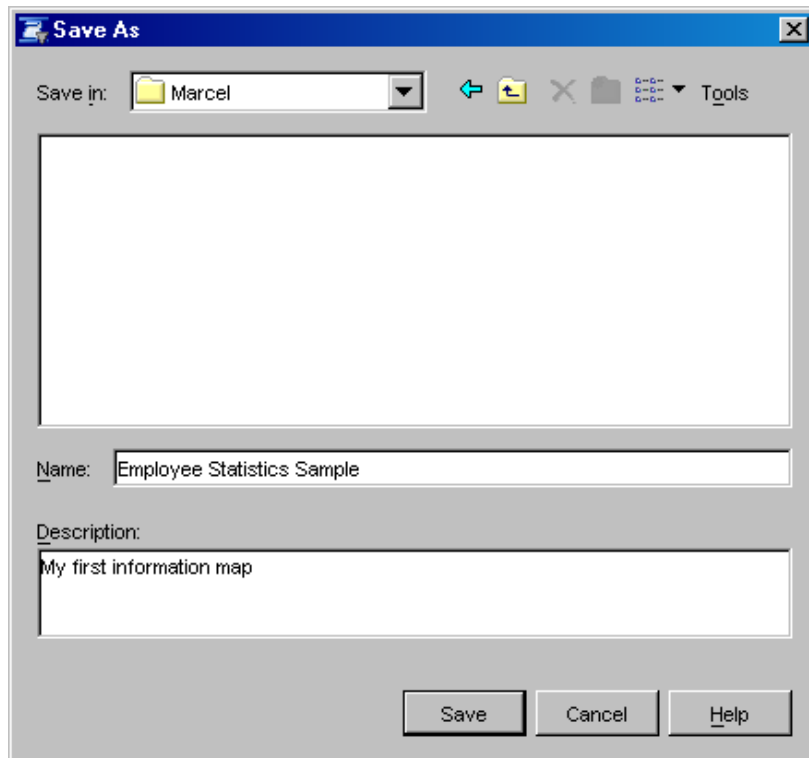 Save As
Save in: Marcel Tools
Name: Employee Statistics Sample
Description:
My first information map
Save Cancel Help